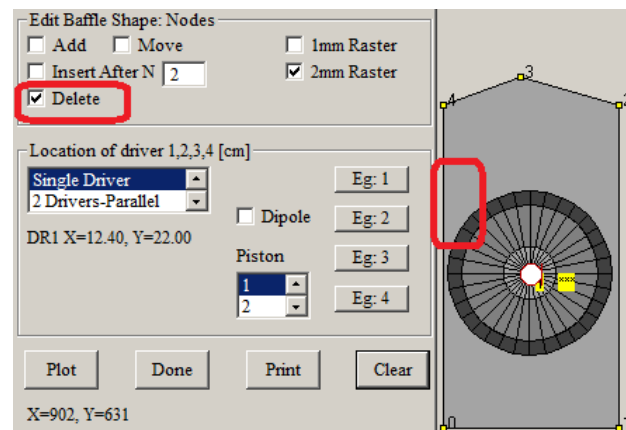 Edit Baffle Shape: Nodes
Add Move 1mm Raster
Insert After N 2 2mm Raster
Delete
Location of driver 1,2,3,4 [cm]
Single Driver
2 Drivers-Parallel
DR1 X=12.40, Y=22.00
Dipole
Piston
1
2
Eg: 1
Eg: 2
Eg: 3
Eg: 4
Plot Done Print Clear
X=902, Y=631
3
4
1
***
0